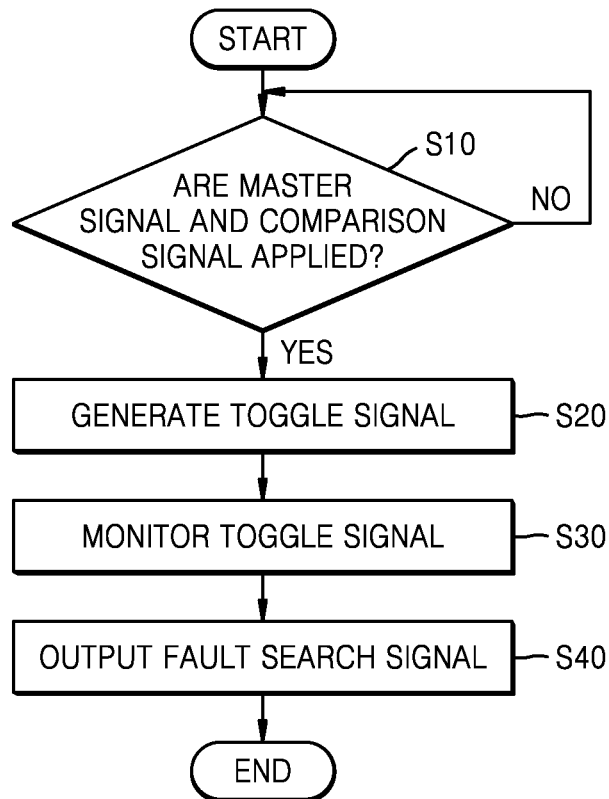 START
S10
ARE MASTER
SIGNAL AND COMPARISON
SIGNAL APPLIED?
NO
YES
GENERATE TOGGLE SIGNAL
S20
MONITOR TOGGLE SIGNAL
S30
OUTPUT FAULT SEARCH SIGNAL
S40
END